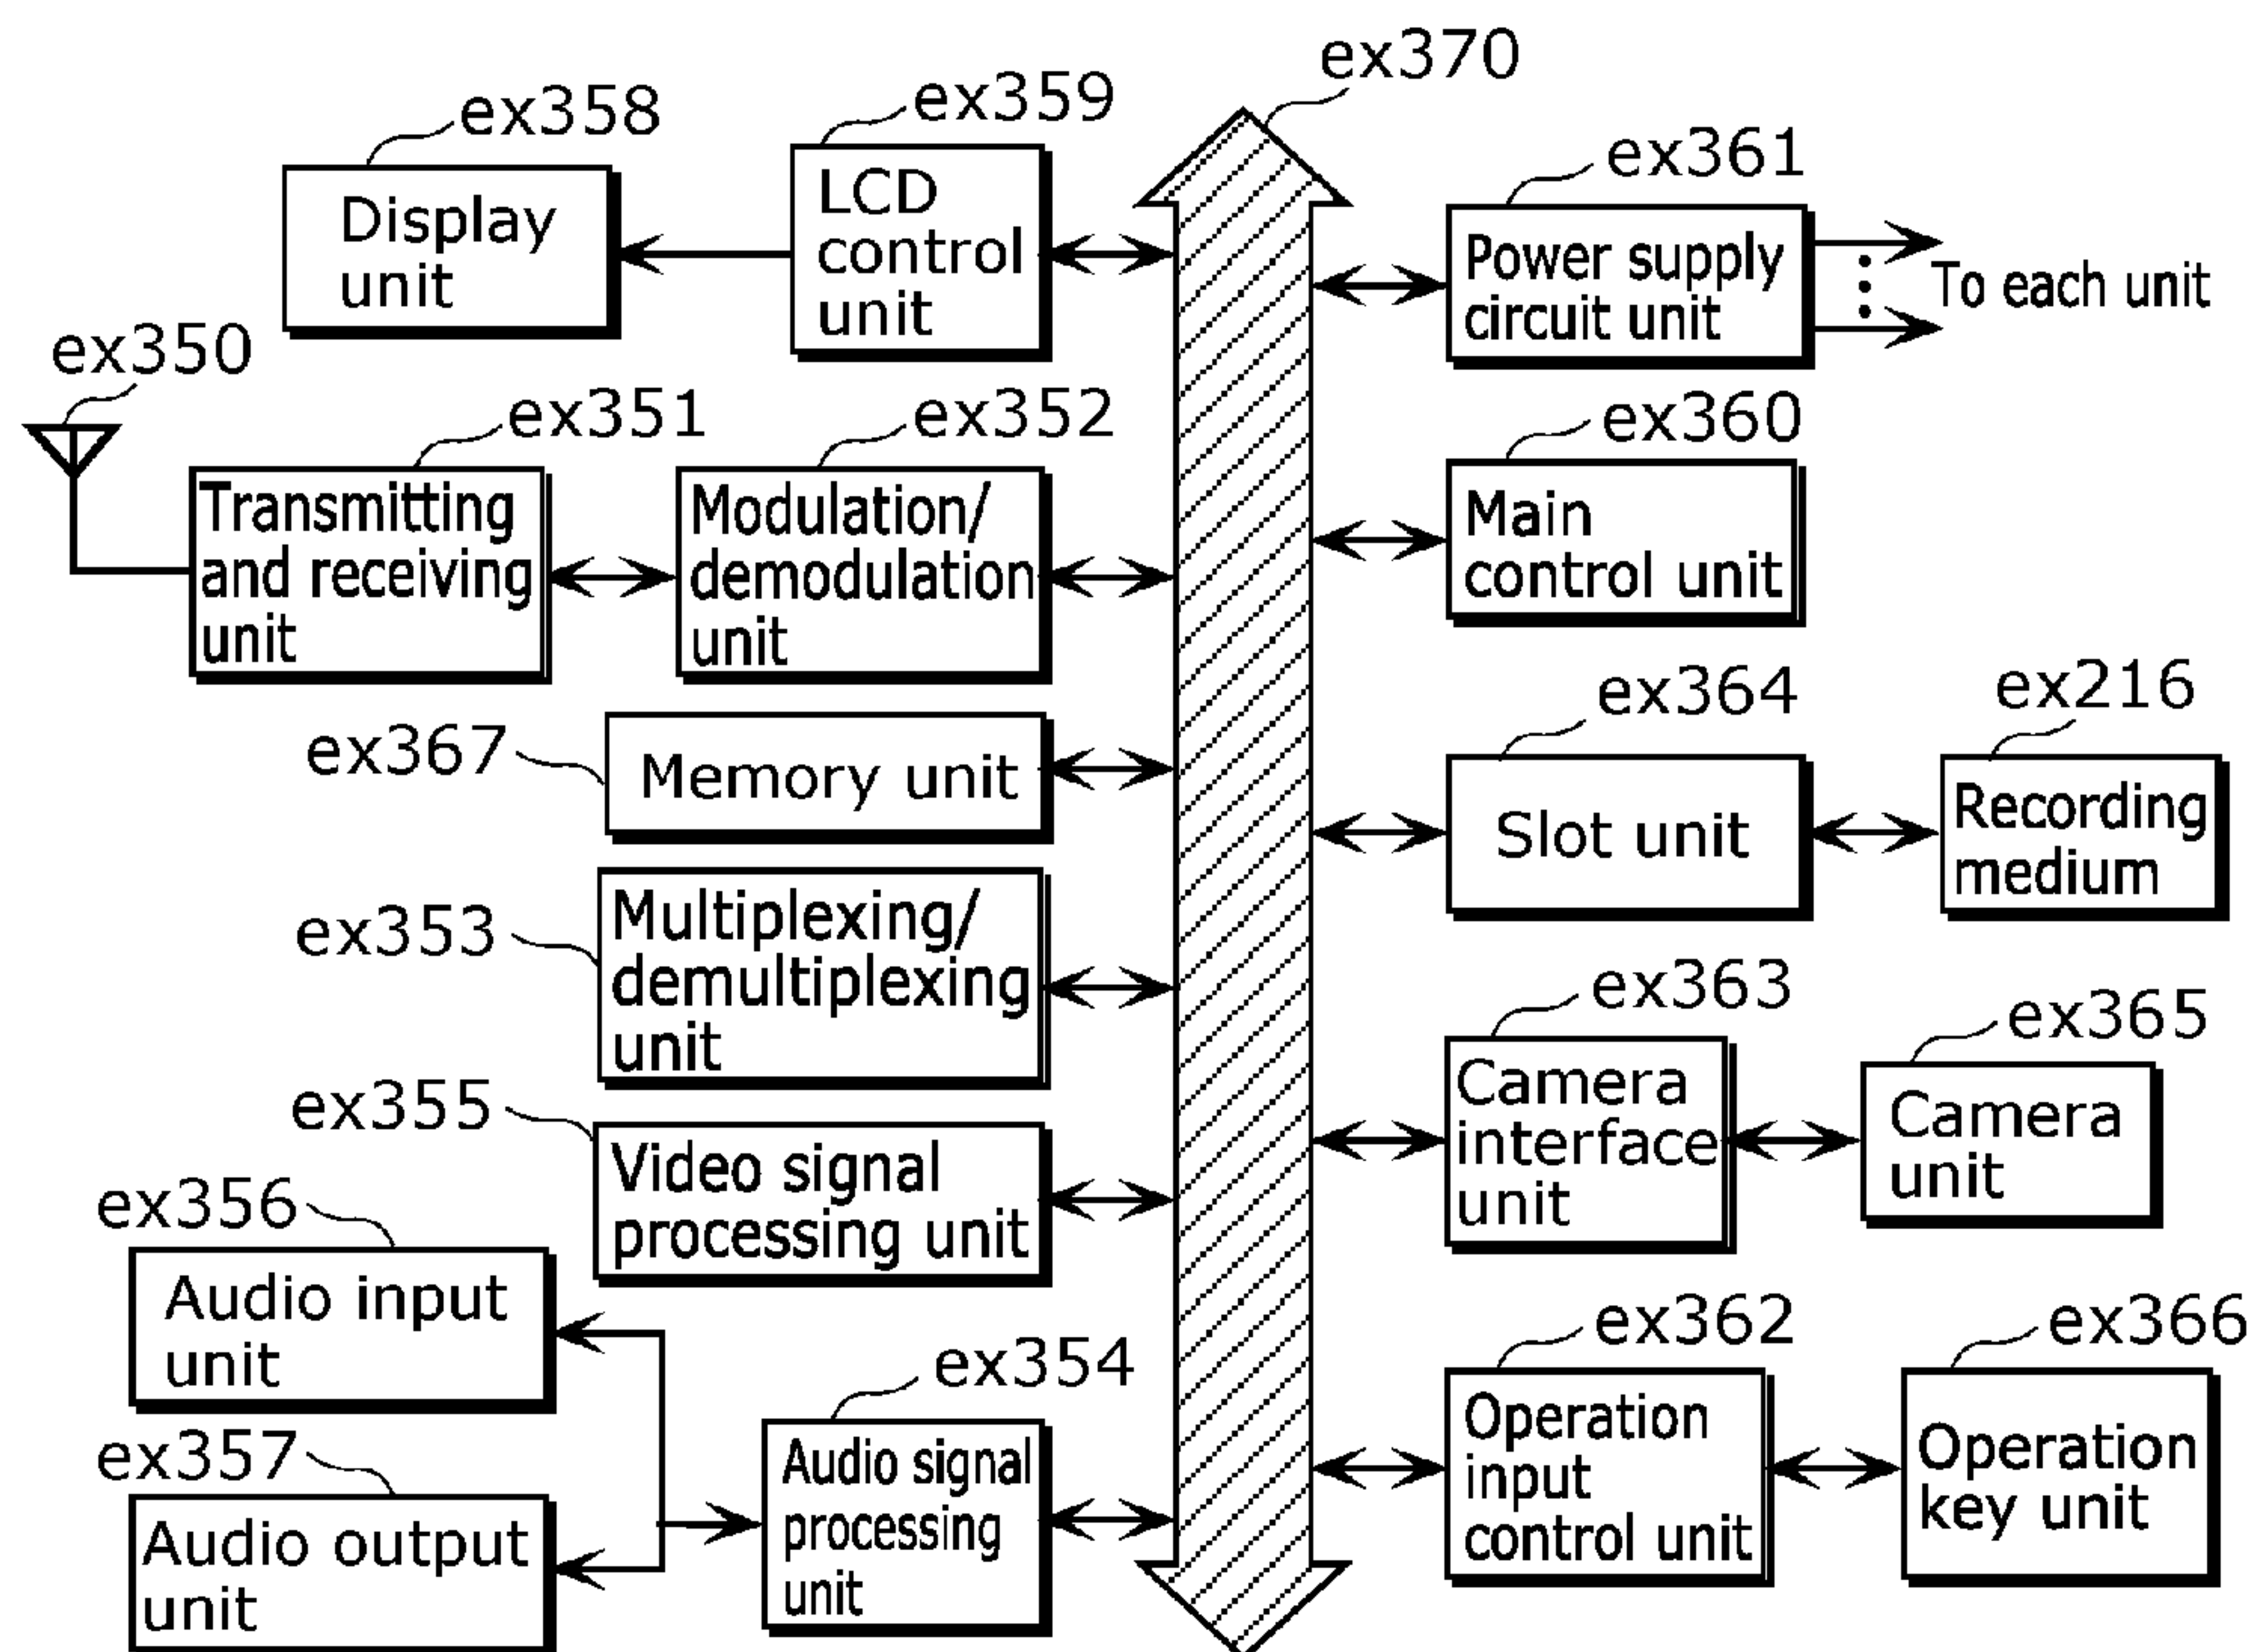 ex370
ex358
ex359
ex361
Display
unit
LCD
control
unit
Power supply
circuit unit
To each unit
ex350
ex351
ex352
ex360
Transmitting
and receiving
unit
Modulation/
demodulation
unit
Main
control unit
ex367
Memory unit
ex364
ex216
Slot unit
Recording
medium
ex353
Multiplexing/
demultiplexing
unit
ex363
ex365
Camera
interface
unit
Camera
unit
ex355
Video signal
processing unit
ex356
Audio input
unit
ex354
ex362
ex366
Operation
input
control unit
Operation
key unit
ex357
Audio output
unit
Audio signal
processing
unit